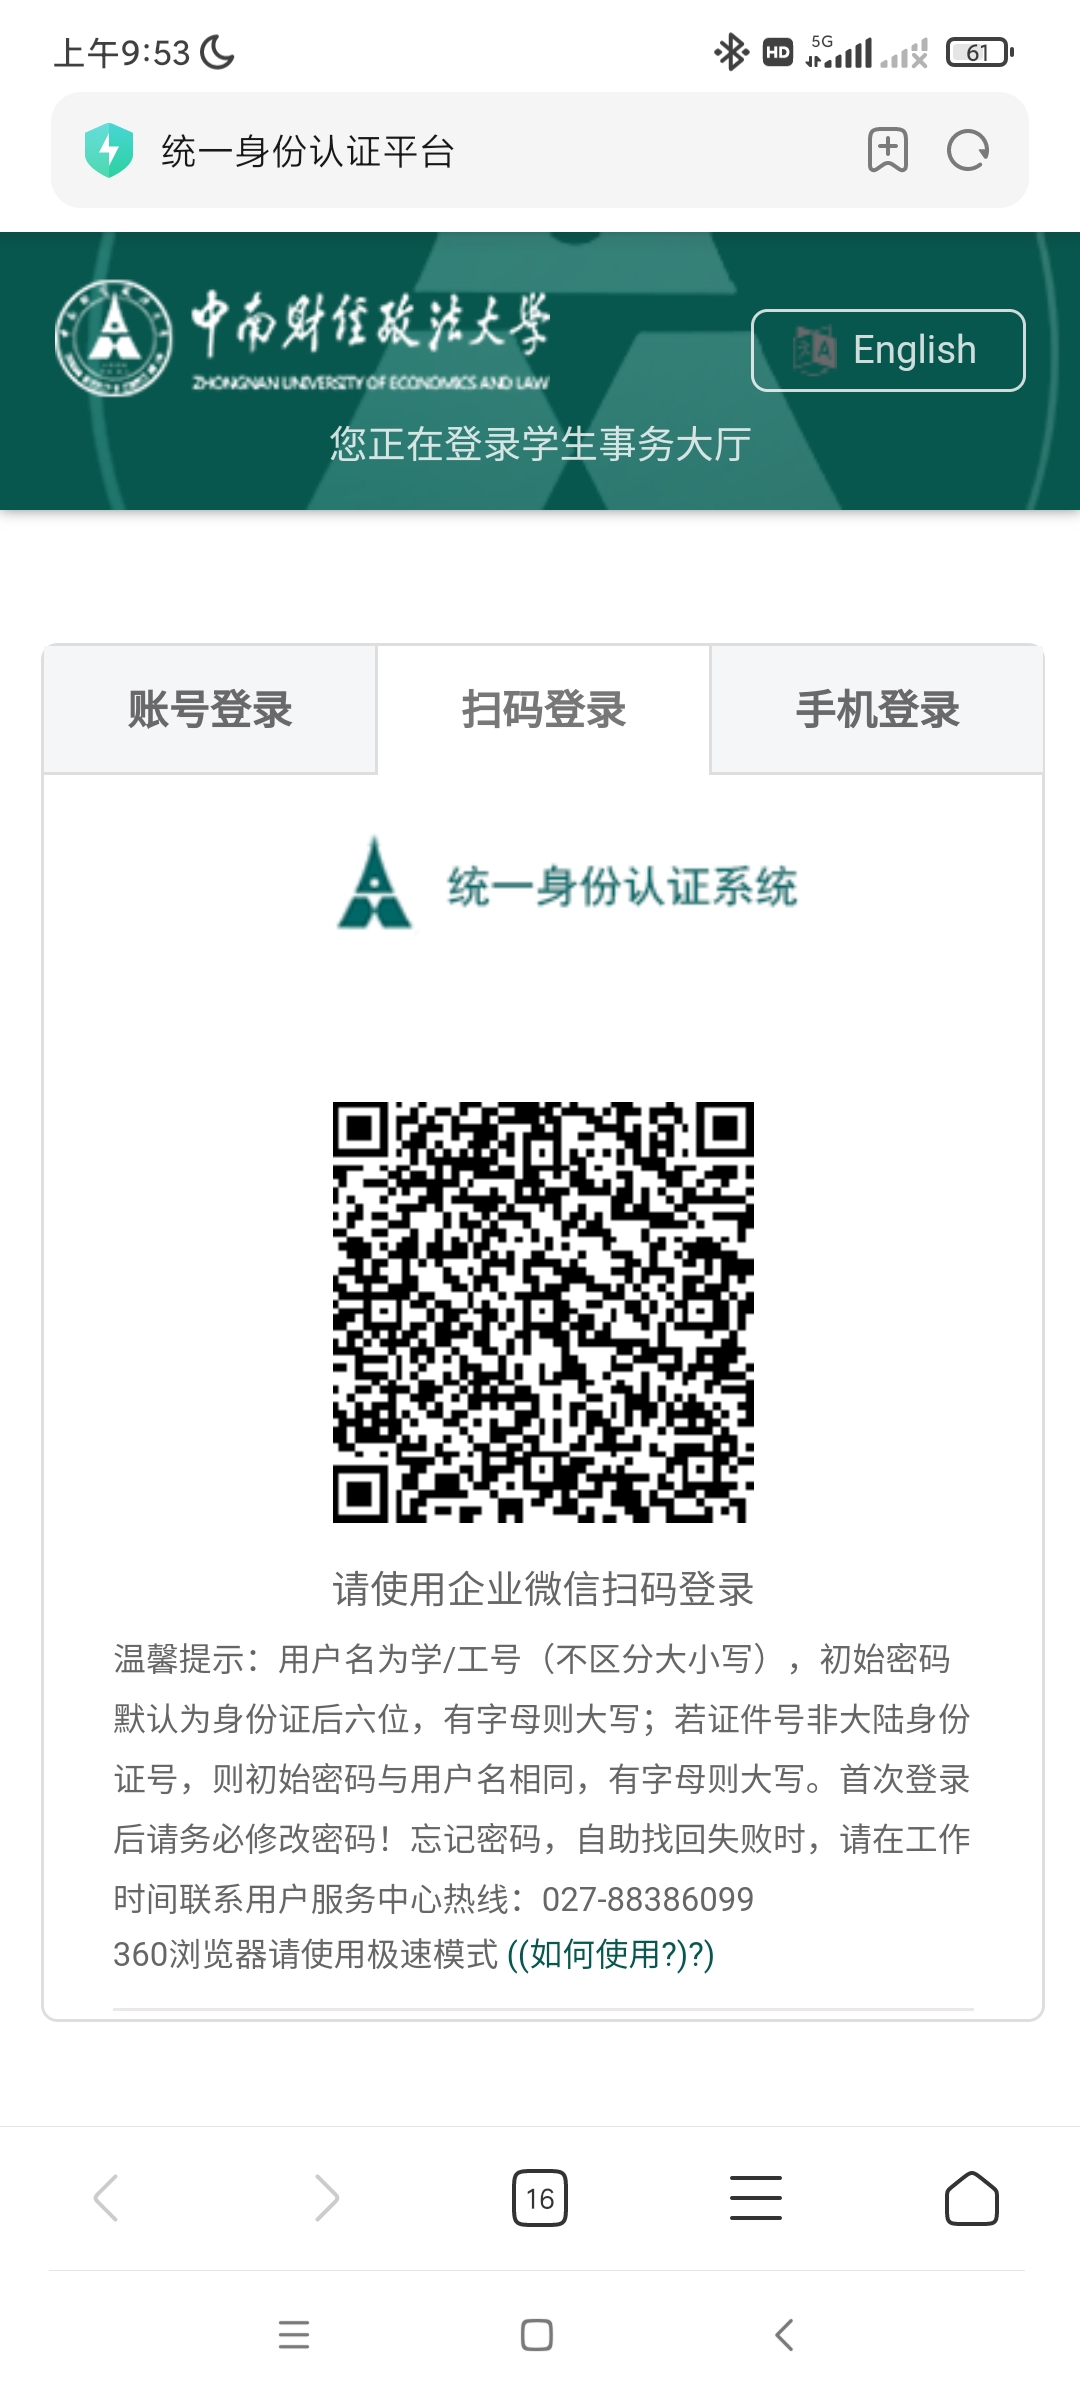 上午9:53
HD
5G
61
统一身份认证平台
中南财经政法大学
ZHONGNAN UNIVERSITY OF ECONOMICS AND LAW
English
您正在登录学生事务大厅
账号登录
扫码登录
手机登录
统一身份认证系统
请使用企业微信扫码登录
温馨提示：用户名为学/工号（不区分大小写），初始密码
默认为身份证后六位，有字母则大写；若证件号非大陆身份
证号，则初始密码与用户名相同，有字母则大写。首次登录
后请务必修改密码！忘记密码，自助找回失败时，请在工作
时间联系用户服务中心热线：027-88386099
360浏览器请使用极速模式 ((如何使用?)?)
16